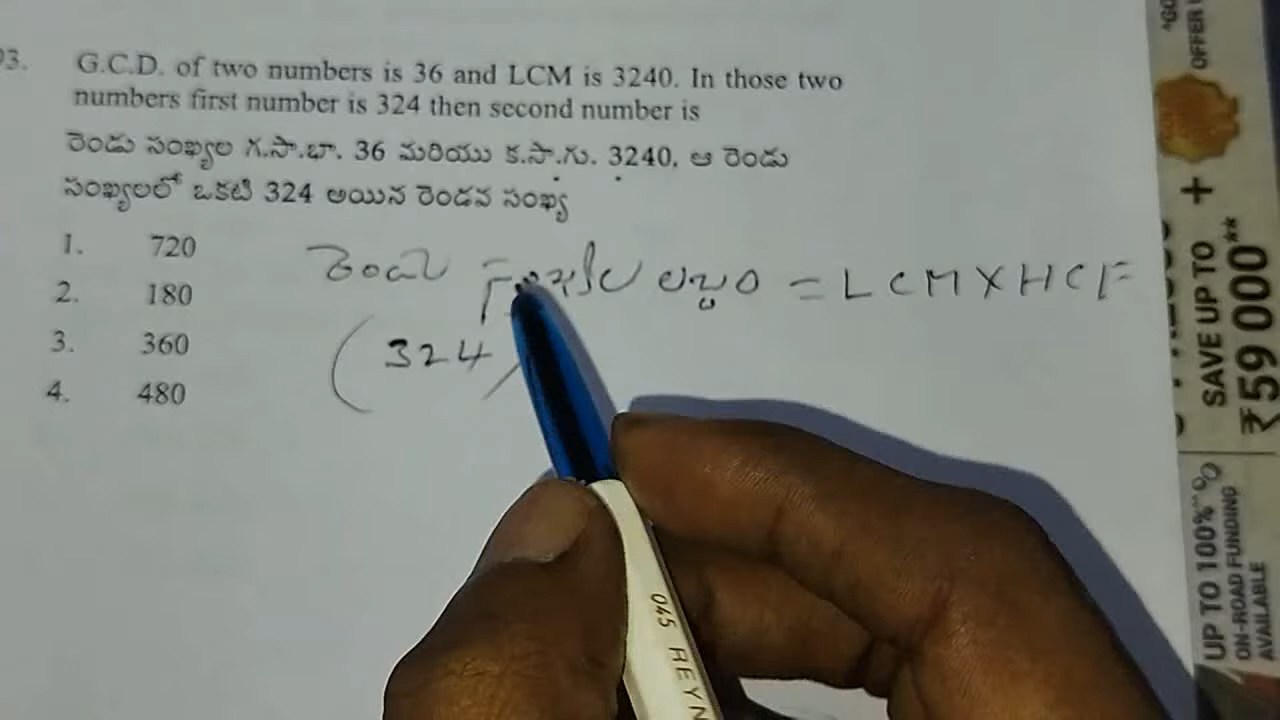 93. G.C.D. of two numbers is 36 and LCM is 3240. In those two
numbers first number is 324 then second number is
రెండు సంఖ్యల గ.సా.భా. 36 మరియు క.సా.గు. 3240, ఆ రెండు
సంఖ్యలలో ఒకటి 324 అయిన రెండవ సంఖ్య
1. 720
2. 180
3. 360
4. 480
రెండు లబ్దం = LCM X HCF
(324)
OFFER
SAVE UP TO +
₹59 000**
UP TO 100%
ON-ROAD FUNDING
AVAILABLE
045 REYN